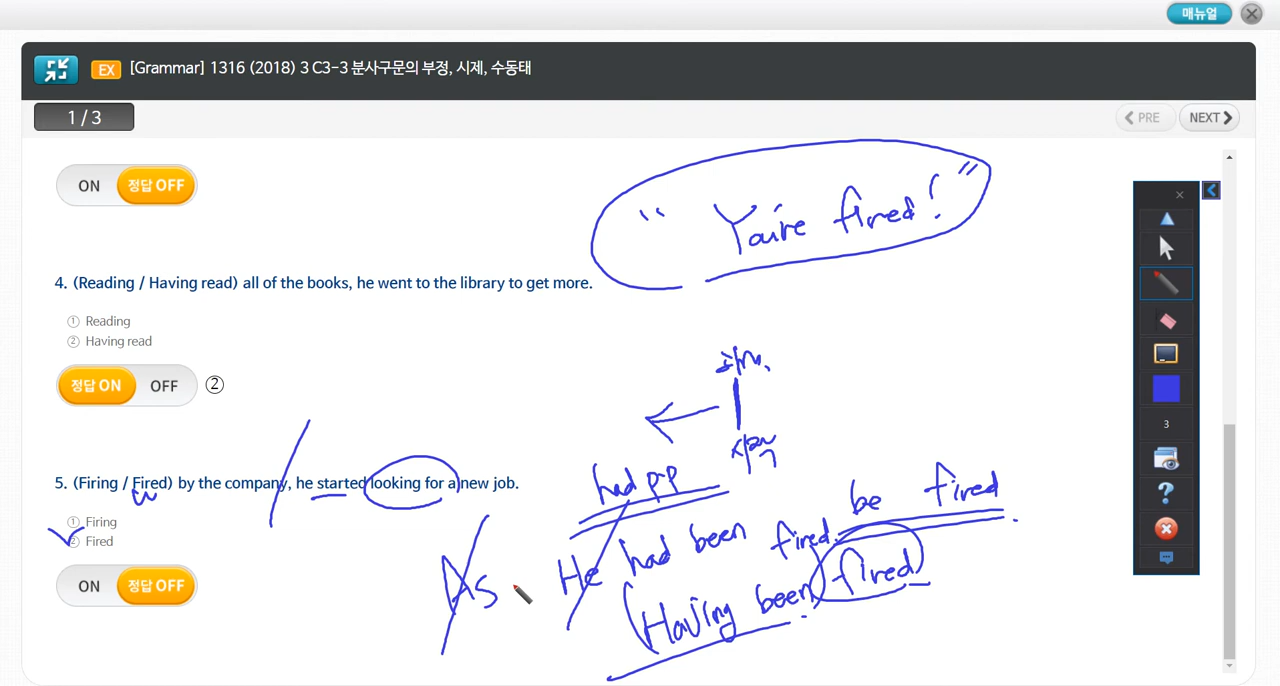 매뉴얼
EX [Grammar] 1316 (2018) 3 C3-3 분사구문의 부정, 시제, 수동태
1 / 3
PRE
NEXT
ON 정답 OFF
" You're fired! "
4. (Reading / Having read) all of the books, he went to the library to get more.
① Reading
② Having read
정답 ON OFF ②
had pp
5. (Firing / Fired) by the company, he started looking for a new job.
be fired
① Firing
② Fired
As He had been fired.
(Having been fired
ON 정답 OFF
3